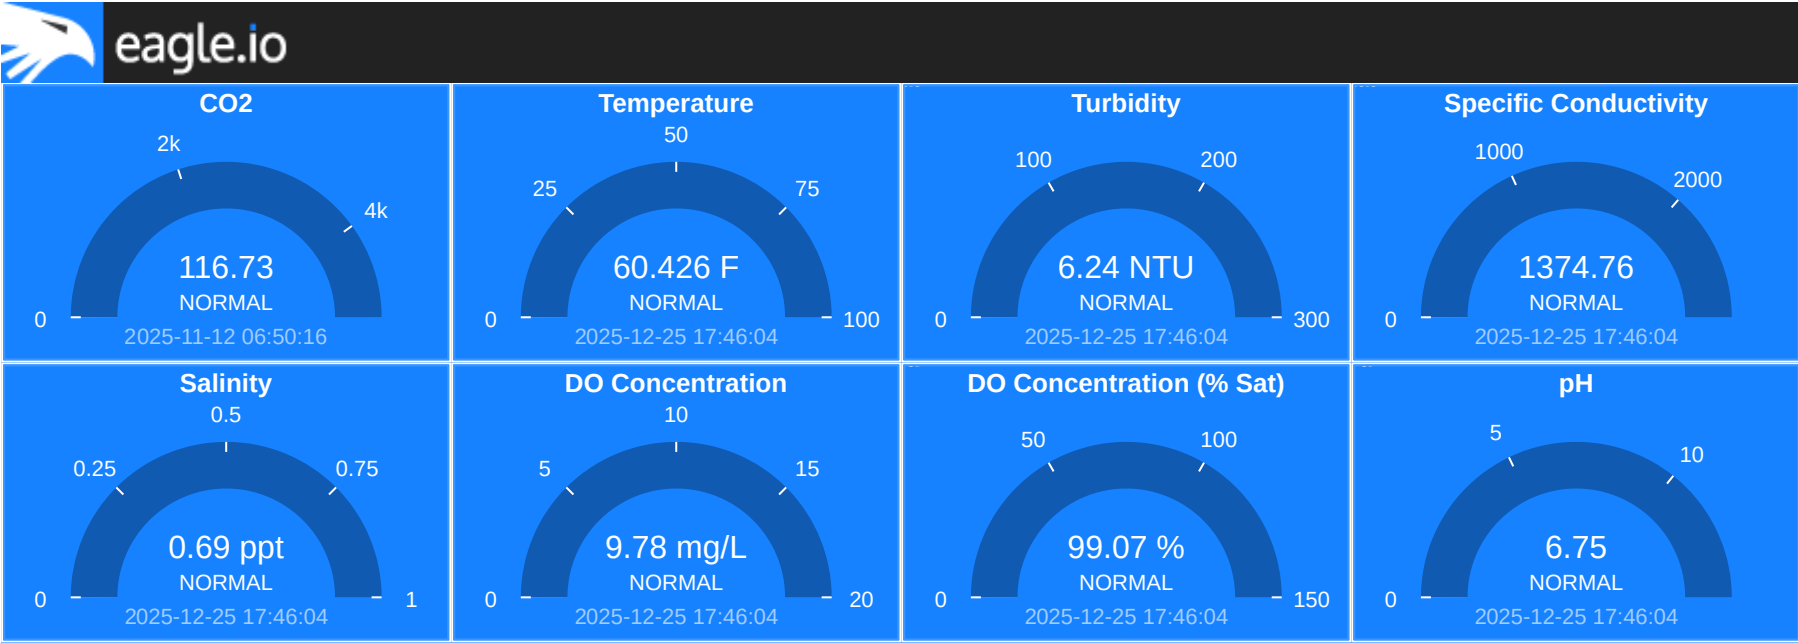 eagle.io
CO2
2k
4k
116.73
NORMAL
0
2025-11-12 06:50:16
Temperature
50
25
75
60.426 F
NORMAL
0
100
2025-12-25 17:46:04
Turbidity
100
200
6.24 NTU
NORMAL
0
300
2025-12-25 17:46:04
Specific Conductivity
1000
2000
1374.76
NORMAL
0
2025-12-25 17:46:04
Salinity
0.5
0.25
0.75
0.69 ppt
NORMAL
0
1
2025-12-25 17:46:04
DO Concentration
10
5
15
9.78 mg/L
NORMAL
0
20
2025-12-25 17:46:04
DO Concentration (% Sat)
50
100
99.07 %
NORMAL
0
150
2025-12-25 17:46:04
pH
5
10
6.75
NORMAL
0
2025-12-25 17:46:04